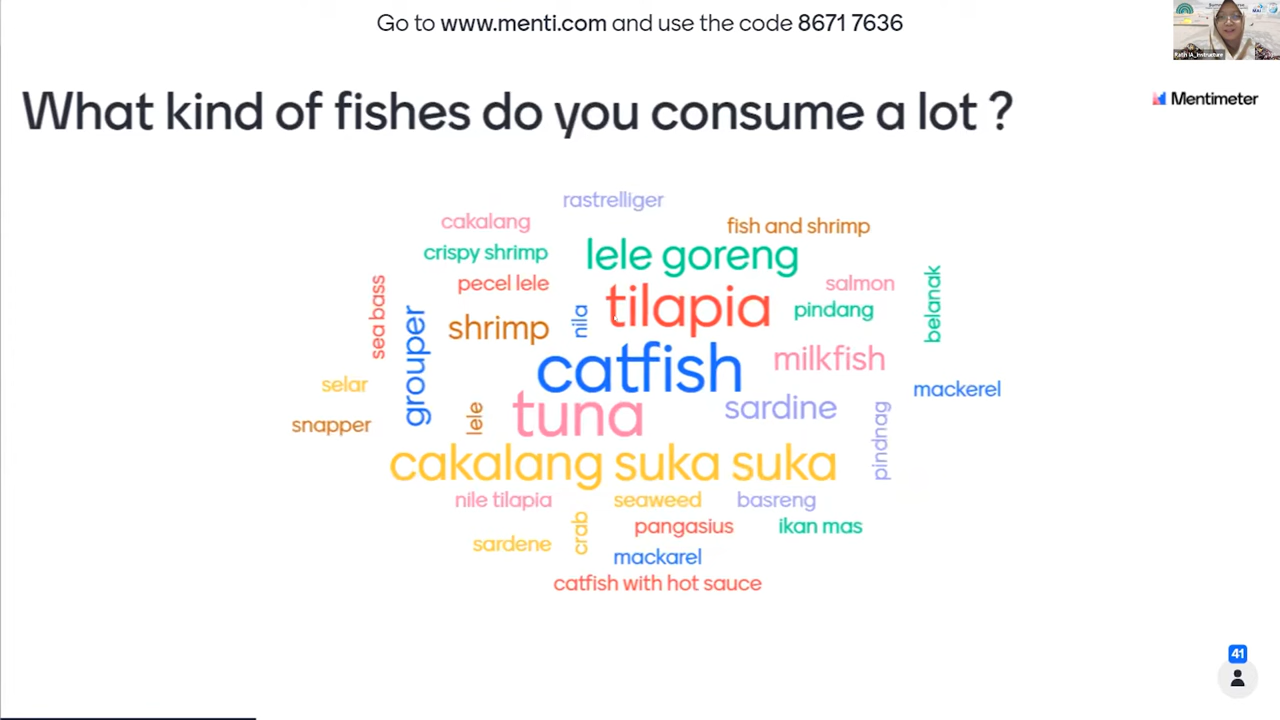 Go to www.menti.com and use the code 8671 7636
What kind of fishes do you consume a lot ?
Mentimeter
rastrelliger
cakalang
fish and shrimp
crispy shrimp
lele goreng
pecel lele
salmon
sea bass
tilapia
pindang
belanak
nila
grouper
shrimp
catfish
milkfish
selar
mackerel
tuna
sardine
snapper
lele
pindnag
cakalang suka suka
nile tilapia
seaweed
basreng
crab
pangasius
ikan mas
sardene
mackarel
catfish with hot sauce
41